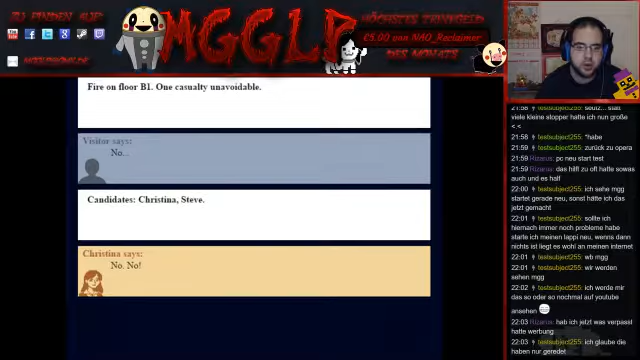 ZU FINDEN AUF
MGGLP
HÖCHSTES TRINKGELD
€5.00 von NAO_Reclaimer
DES MONATS
Fire on floor B1. One casualty unavoidable.
Visitor says:
No...
Candidates: Christina, Steve.
Christina says:
No. No!
viele kleine stopper hatte ich nun große
<.<
21:58 testsubject255: *habe
21:59 testsubject255: zurück zu opera
21:59 Rizarus: pc neu start test
21:59 Rizarus: das hilft zu oft hatte sowas
auch und es half
22:00 testsubject255: ich sehe mgg
startet gerade neu, sonst hätte ich das
jetzt gemacht
22:01 testsubject255: sollte ich
hiernach immer noch probleme habe
starte ich meinen lappi neu, wenns dann
nichts ist liegt es wohl an meinen internet
22:01 testsubject255: wb mgg
22:01 testsubject255: wir werden
sehen mgg
22:02 testsubject255: ich werde mir
das so oder so nochmal auf youtube
ansehen
22:03 Rizarus: hab ich jetzt was verpasst
hatte werbung
22:03 testsubject255: ich glaube die
haben nur geredet